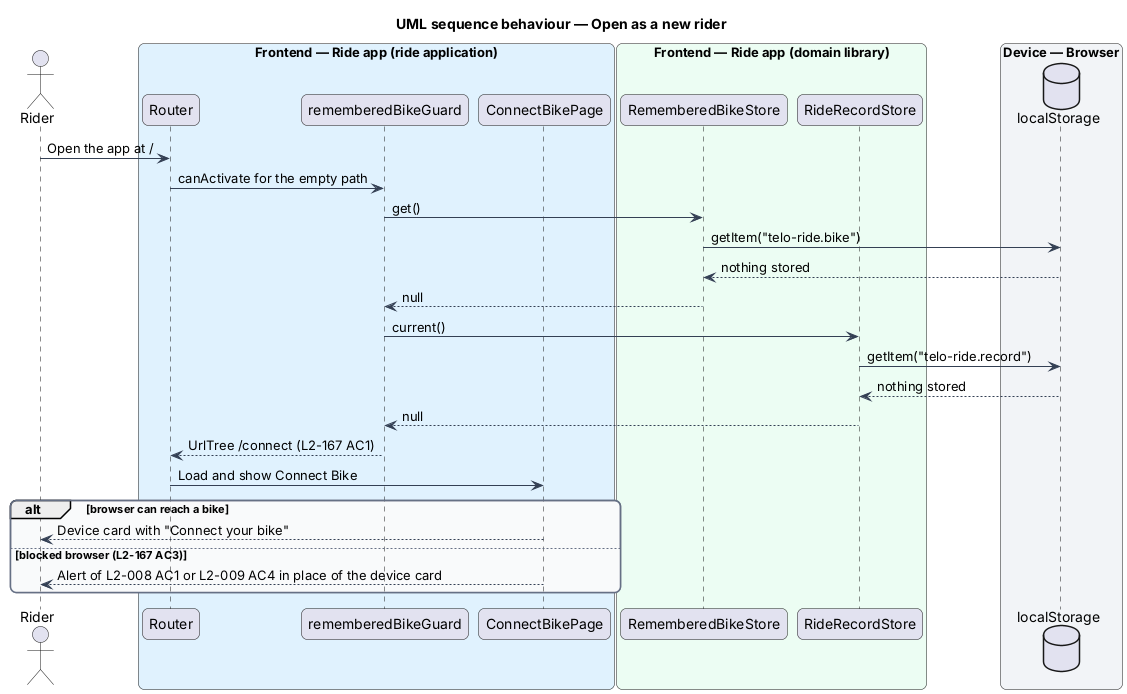 UML sequence behaviour — Open as a new rider
Frontend — Ride app (ride application)
Frontend — Ride app (domain library)
Device — Browser
Rider
Router
rememberedBikeGuard
ConnectBikePage
RememberedBikeStore
RideRecordStore
localStorage
Open the app at /
canActivate for the empty path
get()
getItem("telo-ride.bike")
nothing stored
null
current()
getItem("telo-ride.record")
nothing stored
null
UrlTree /connect (L2-167 AC1)
Load and show Connect Bike
alt [browser can reach a bike]
Device card with "Connect your bike"
[blocked browser (L2-167 AC3)]
Alert of L2-008 AC1 or L2-009 AC4 in place of the device card
Rider
Router
rememberedBikeGuard
ConnectBikePage
RememberedBikeStore
RideRecordStore
localStorage